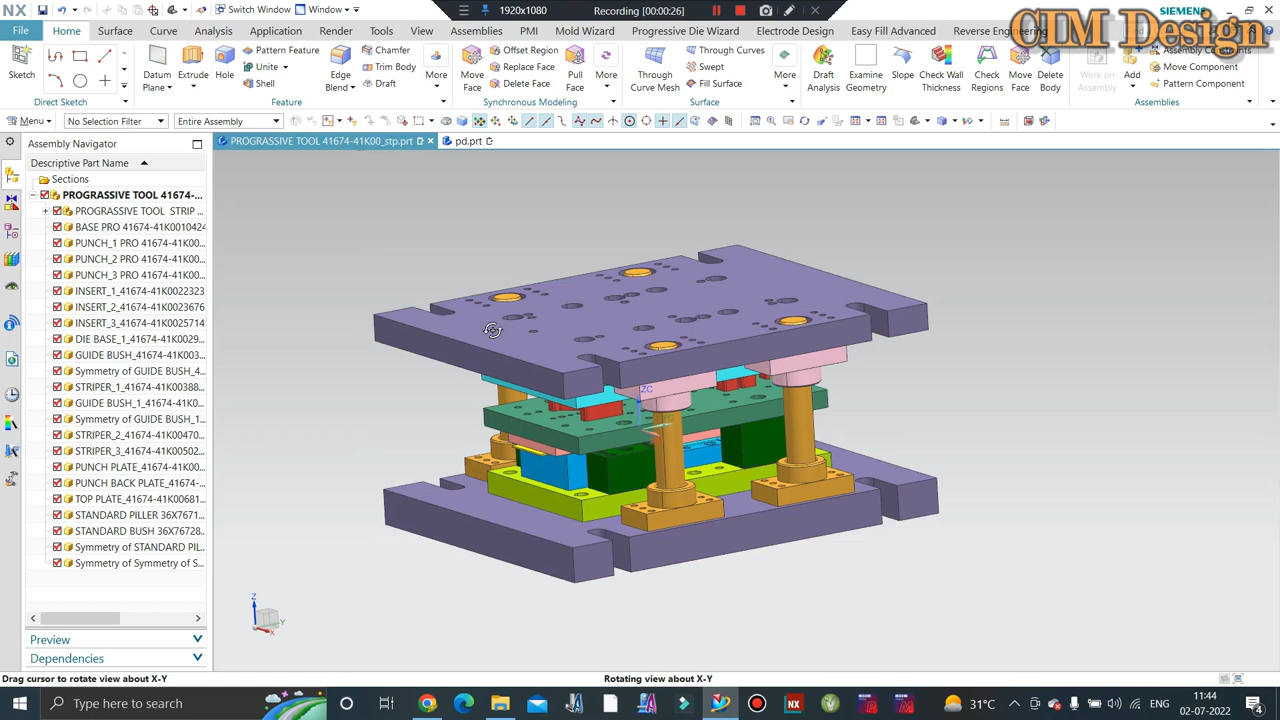 NX
Switch Window
Window
1920x1080
Recording [00:00:26]
SIEMENS
CIM Design
File
Home
Surface
Curve
Analysis
Application
Render
Tools
View
Assemblies
PMI
Mold Wizard
Progressive Die Wizard
Electrode Design
Easy Fill Advanced
Reverse Engineering
Sketch
Direct Sketch
Datum Plane
Extrude
Hole
Pattern Feature
Unite
Shell
Edge Blend
Chamfer
Trim Body
Draft
More
Feature
Move Face
Offset Region
Replace Face
Delete Face
Pull Face
More
Synchronous Modeling
Through Curve Mesh
Through Curves
Swept
Fill Surface
More
Surface
Draft Analysis
Examine Geometry
Slope
Check Wall Thickness
Check Regions
Move Face
Delete Body
Work on Assembly
Add
Assembly Constraints
Move Component
Pattern Component
Assemblies
Menu
No Selection Filter
Entire Assembly
Assembly Navigator
PROGRASSIVE TOOL 41674-41K00_stp.prt
pd.prt
Descriptive Part Name
Sections
PROGRASSIVE TOOL 41674-...
PROGRASSIVE TOOL STRIP ...
BASE PRO 41674-41K0010424
PUNCH_1 PRO 41674-41K00...
PUNCH_2 PRO 41674-41K00...
PUNCH_3 PRO 41674-41K00...
INSERT_1_41674-41K0022323
INSERT_2_41674-41K0023676
INSERT_3_41674-41K0025714
DIE BASE_1_41674-41K0029...
GUIDE BUSH_41674-41K003...
Symmetry of GUIDE BUSH_4...
STRIPER_1_41674-41K00388...
GUIDE BUSH_1_41674-41K0...
Symmetry of GUIDE BUSH_1...
STRIPER_2_41674-41K00470...
STRIPER_3_41674-41K00502...
PUNCH PLATE_41674-41K00...
PUNCH BACK PLATE_41674-...
TOP PLATE_41674-41K00681...
STANDARD PILLER 36X7671...
STANDARD BUSH 36X76728...
Symmetry of STANDARD PIL...
Symmetry of Symmetry of S...
ZC
Z
Y
X
Preview
Dependencies
Drag cursor to rotate view about X-Y
Rotating view about X-Y
Type here to search
31°C
ENG
11:44
02-07-2022
4